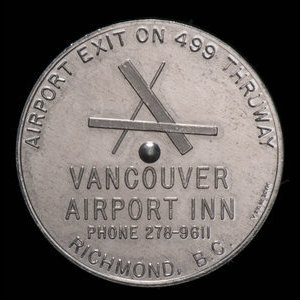 AIRPORT EXIT ON 499 THRUWAY
VANCOUVER
AIRPORT INN
PHONE 278-9611
RICHMOND, B.C.